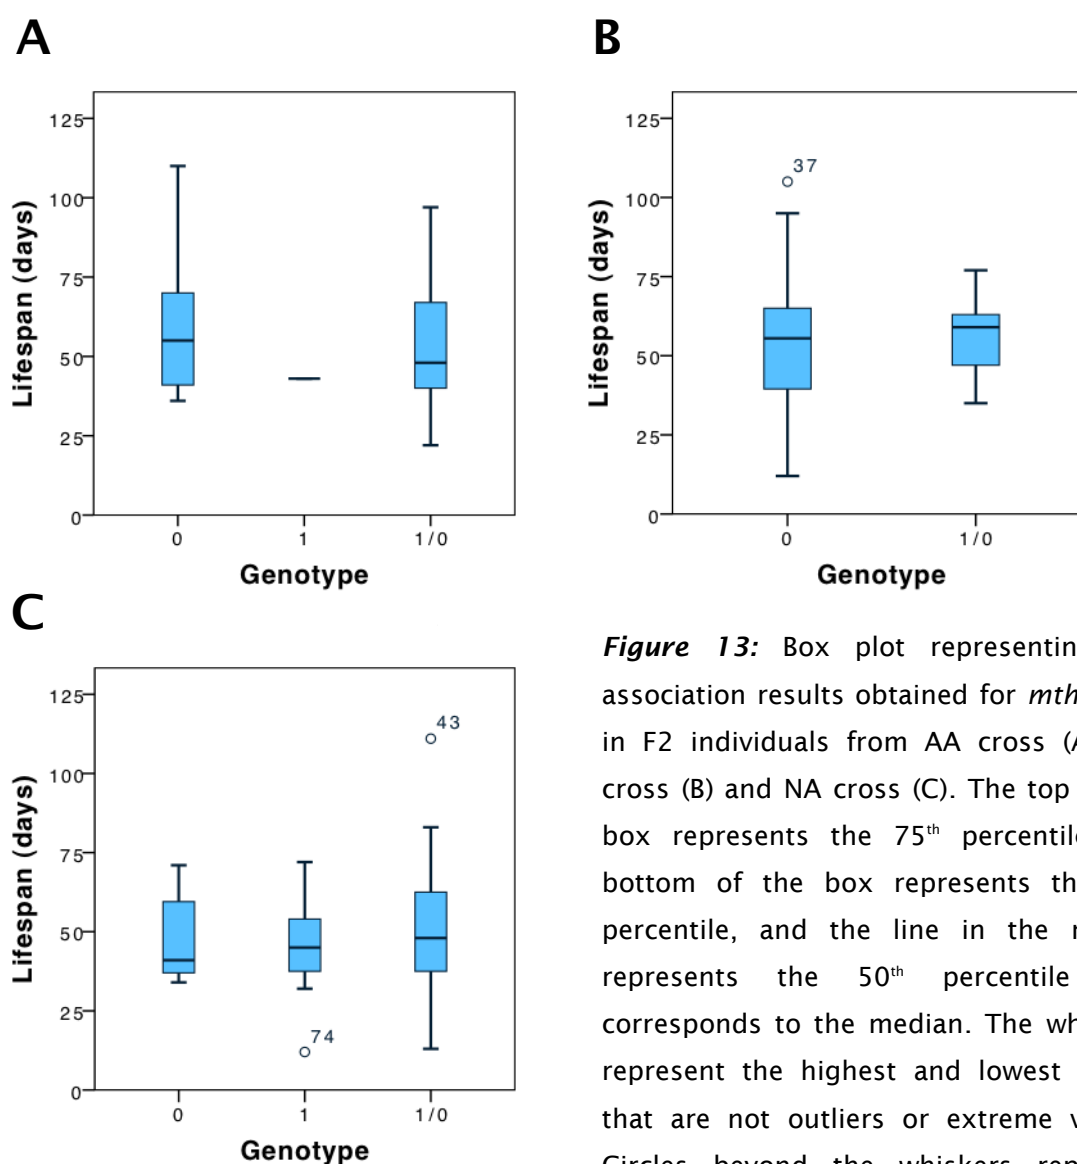 A
125
100
75
50
25
0
Lifespan (days)
0 1 1/0
Genotype
B
125
100
75
50
25
0
Lifespan (days)
37
0 1/0
Genotype
C
125
100
75
50
25
0
Lifespan (days)
74
43
0 1 1/0
Genotype
Figure 13: Box plot representin
association results obtained for mth
in F2 individuals from AA cross (
cross (B) and NA cross (C). The top
box represents the 75th percentil
bottom of the box represents th
percentile, and the line in the
represents the 50th percentile
corresponds to the median. The wh
represent the highest and lowest
that are not outliers or extreme
Circles beyond the whiskers rep